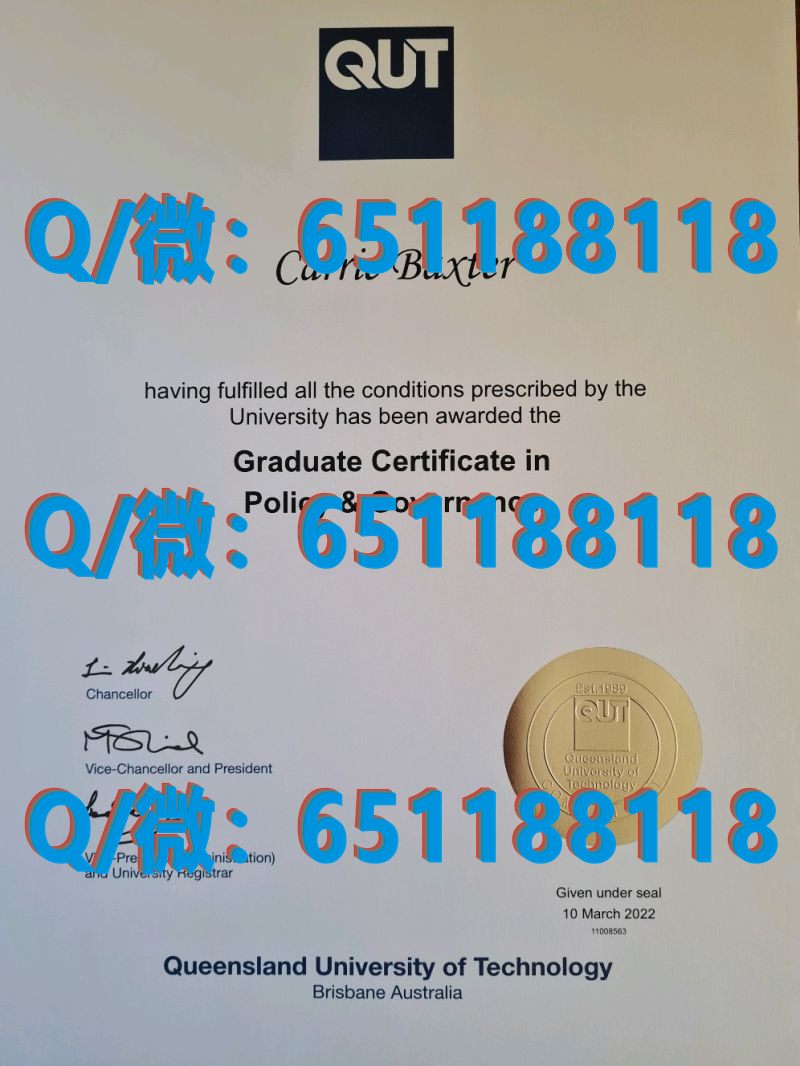 QUT
Q/微：651188118
Carrie Baxter
having fulfilled all the conditions prescribed by the
University has been awarded the
Graduate Certificate in
Policy & Governance
Q/微：651188118
Chancellor
Vice-Chancellor and President
Q/微：651188118
and University Registrar
Est.1989
QUT
Queensland
University of
Technology
Given under seal
10 March 2022
11008563
Queensland University of Technology
Brisbane Australia